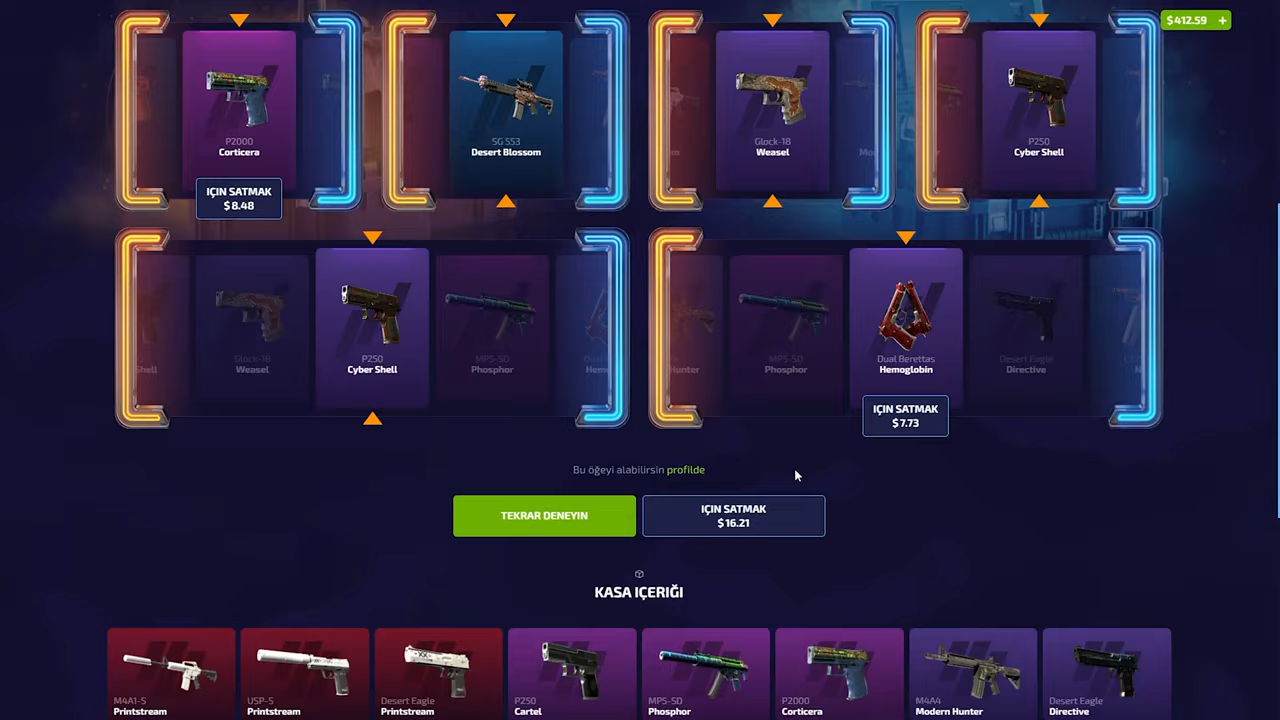 $412.59 +
P2000
Corticera
SG 553
Desert Blossom
Glock-18
Weasel
P250
Cyber Shell
IÇIN SATMAK
$8.48
Shell
Glock-18
Weasel
P250
Cyber Shell
MP5-SD
Phosphor
Hunter
MP5-SD
Phosphor
Dual Berettas
Hemoglobin
Desert Eagle
Directive
IÇIN SATMAK
$7.73
Bu öğeyi alabilirsin profilde
TEKRAR DENEYIN
IÇIN SATMAK
$16.21
KASA IÇERIĞI
M4A1-S
Printstream
USP-S
Printstream
Desert Eagle
Printstream
P250
Cartel
MP5-SD
Phosphor
P2000
Corticera
M4A4
Modern Hunter
Desert Eagle
Directive